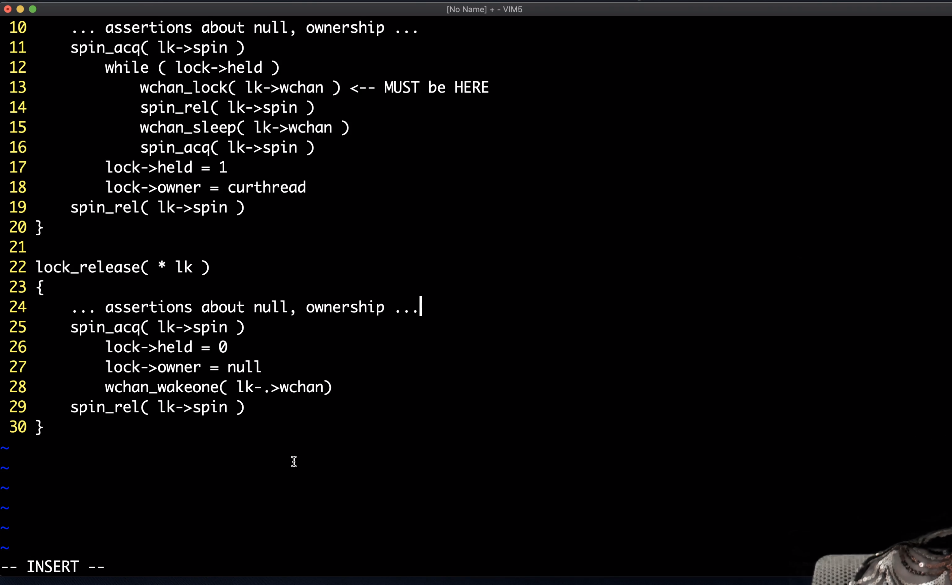 [No Name] + - VIM5
10 ... assertions about null, ownership ...
11 spin_acq( lk->spin )
12 while ( lock->held )
13 wchan_lock( lk->wchan ) <-- MUST be HERE
14 spin_rel( lk->spin )
15 wchan_sleep( lk->wchan )
16 spin_acq( lk->spin )
17 lock->held = 1
18 lock->owner = curthread
19 spin_rel( lk->spin )
20 }
21
22 lock_release( * lk )
23 {
24 ... assertions about null, ownership ...
25 spin_acq( lk->spin )
26 lock->held = 0
27 lock->owner = null
28 wchan_wakeone( lk-.>wchan)
29 spin_rel( lk->spin )
30 }
~
~
~
~
~
~
-- INSERT --